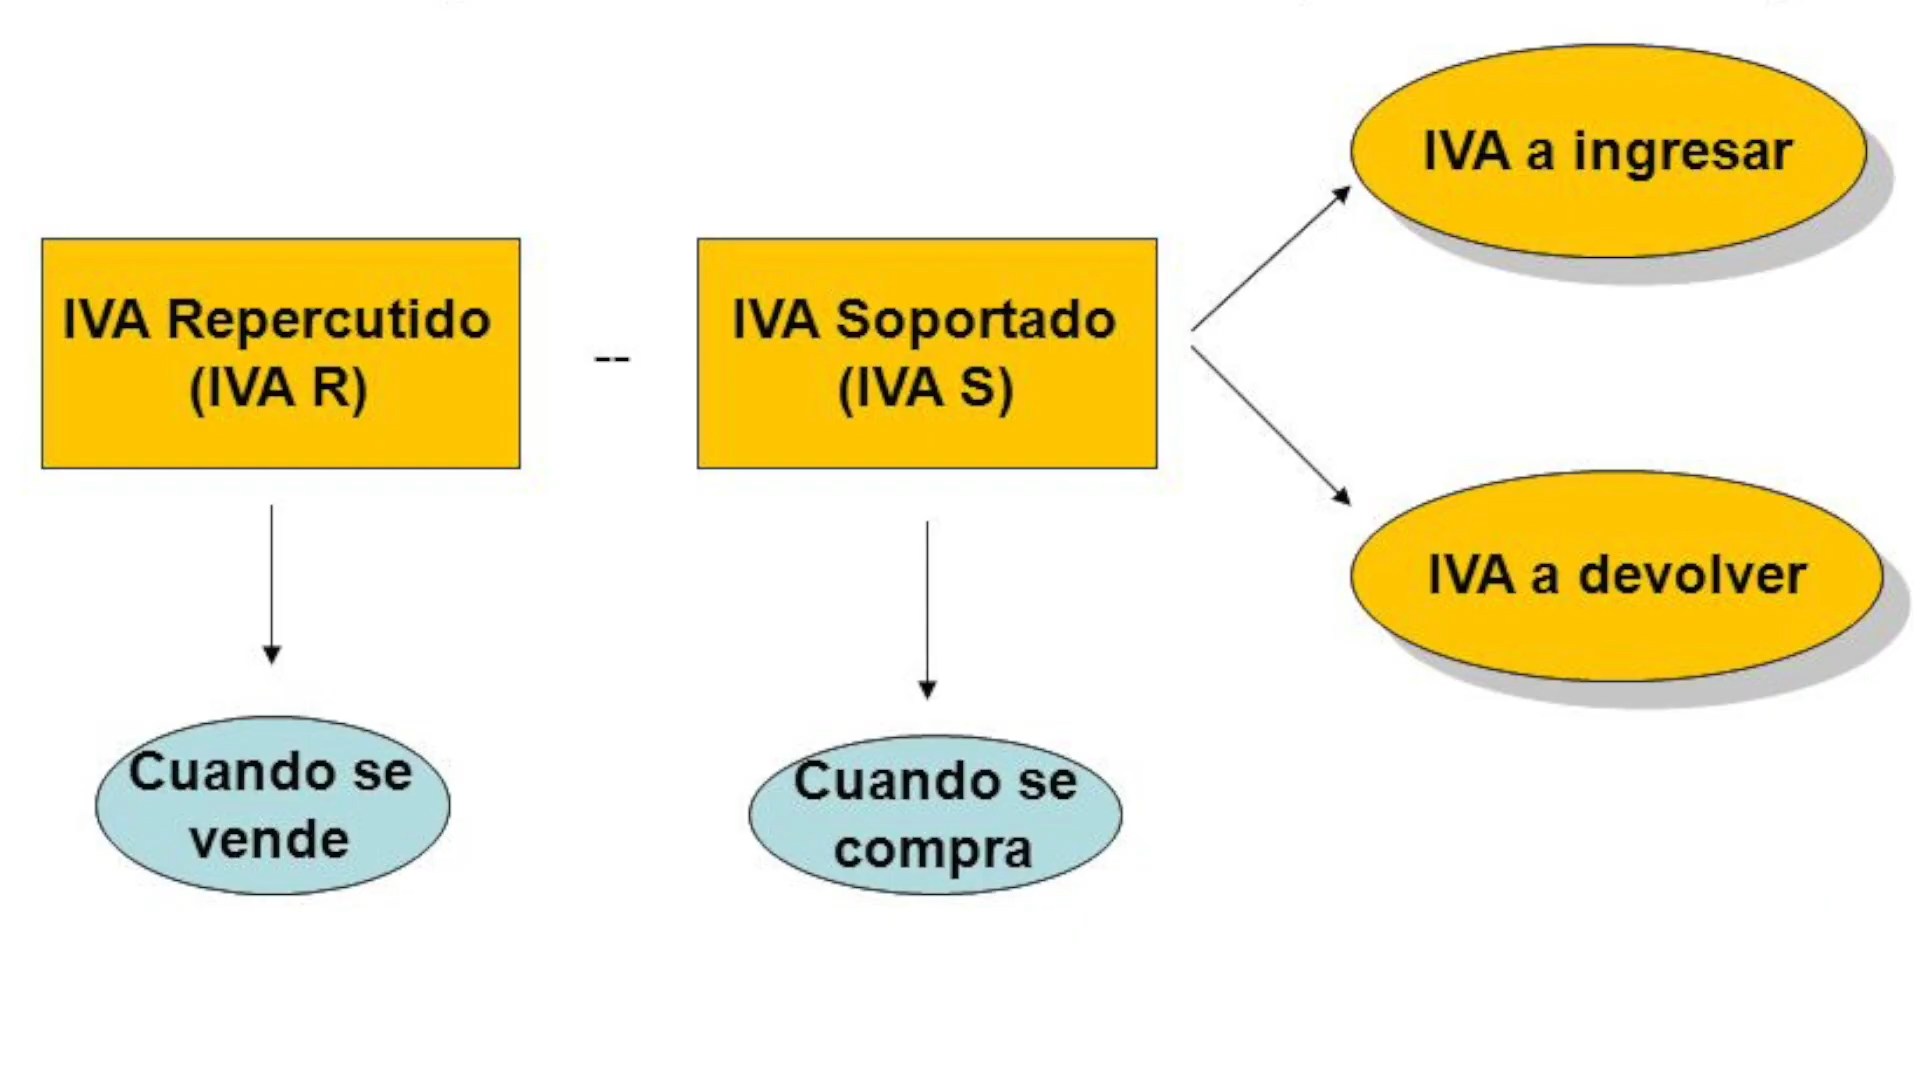 IVA a ingresar
IVA Repercutido
(IVA R)
--
IVA Soportado
(IVA S)
IVA a devolver
Cuando se
vende
Cuando se
compra